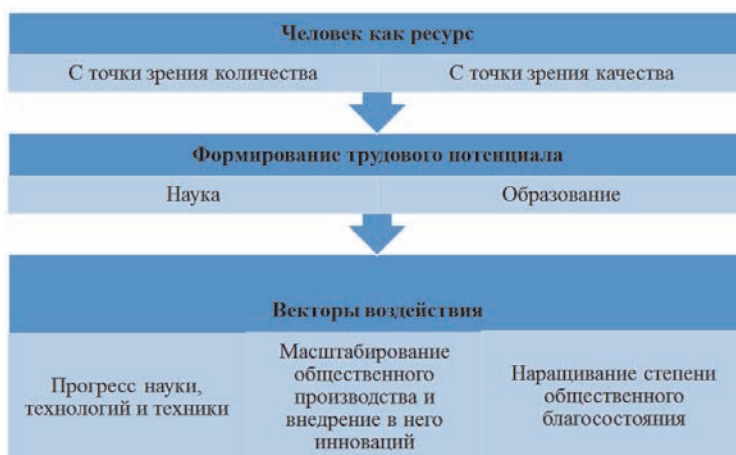 Человек как ресурс
С точки зрения количества
С точки зрения качества
Формирование трудового потенциала
Наука
Образование
Векторы воздействия
Прогресс науки,
технологий и техники
Масштабирование
общественного
производства и
внедрение в него
инноваций
Наращивание степени
общественного
благосостояния